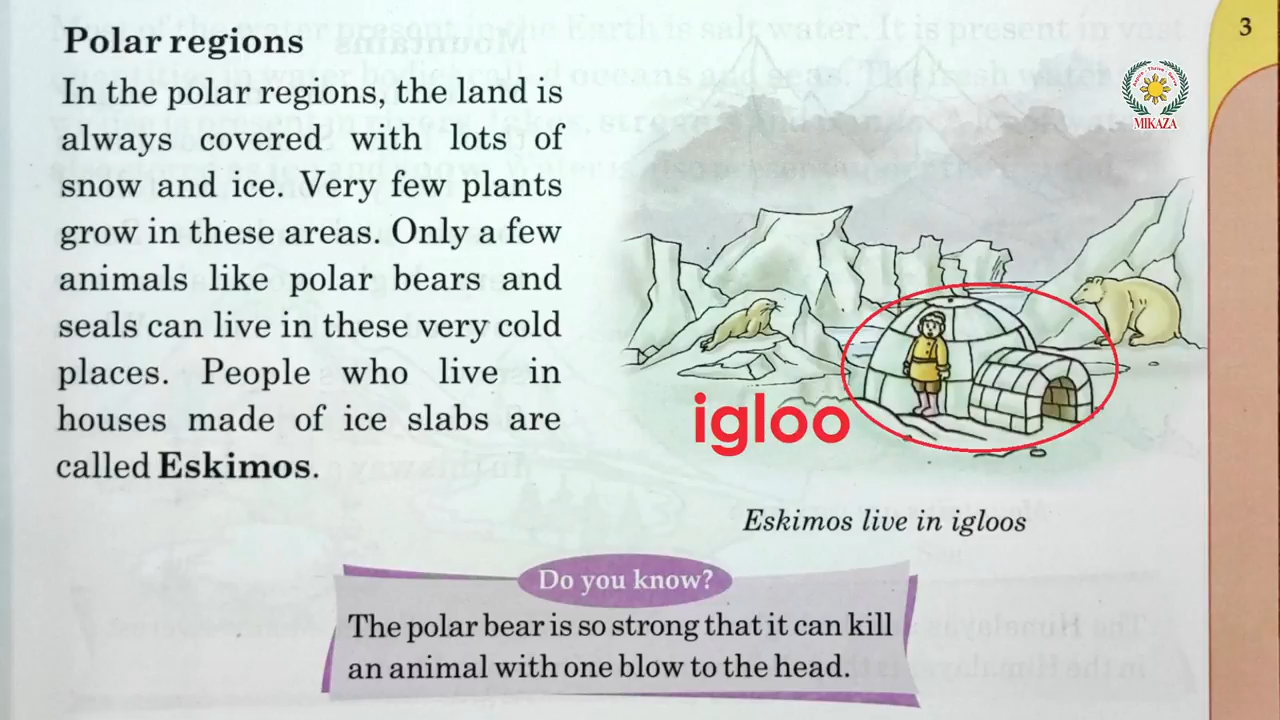 3
Polar regions
In the polar regions, the land is
always covered with lots of
snow and ice. Very few plants
grow in these areas. Only a few
animals like polar bears and
seals can live in these very cold
places. People who live in
houses made of ice slabs are
called Eskimos.
MIKAZA
igloo
Eskimos live in igloos
Do you know?
The polar bear is so strong that it can kill
an animal with one blow to the head.